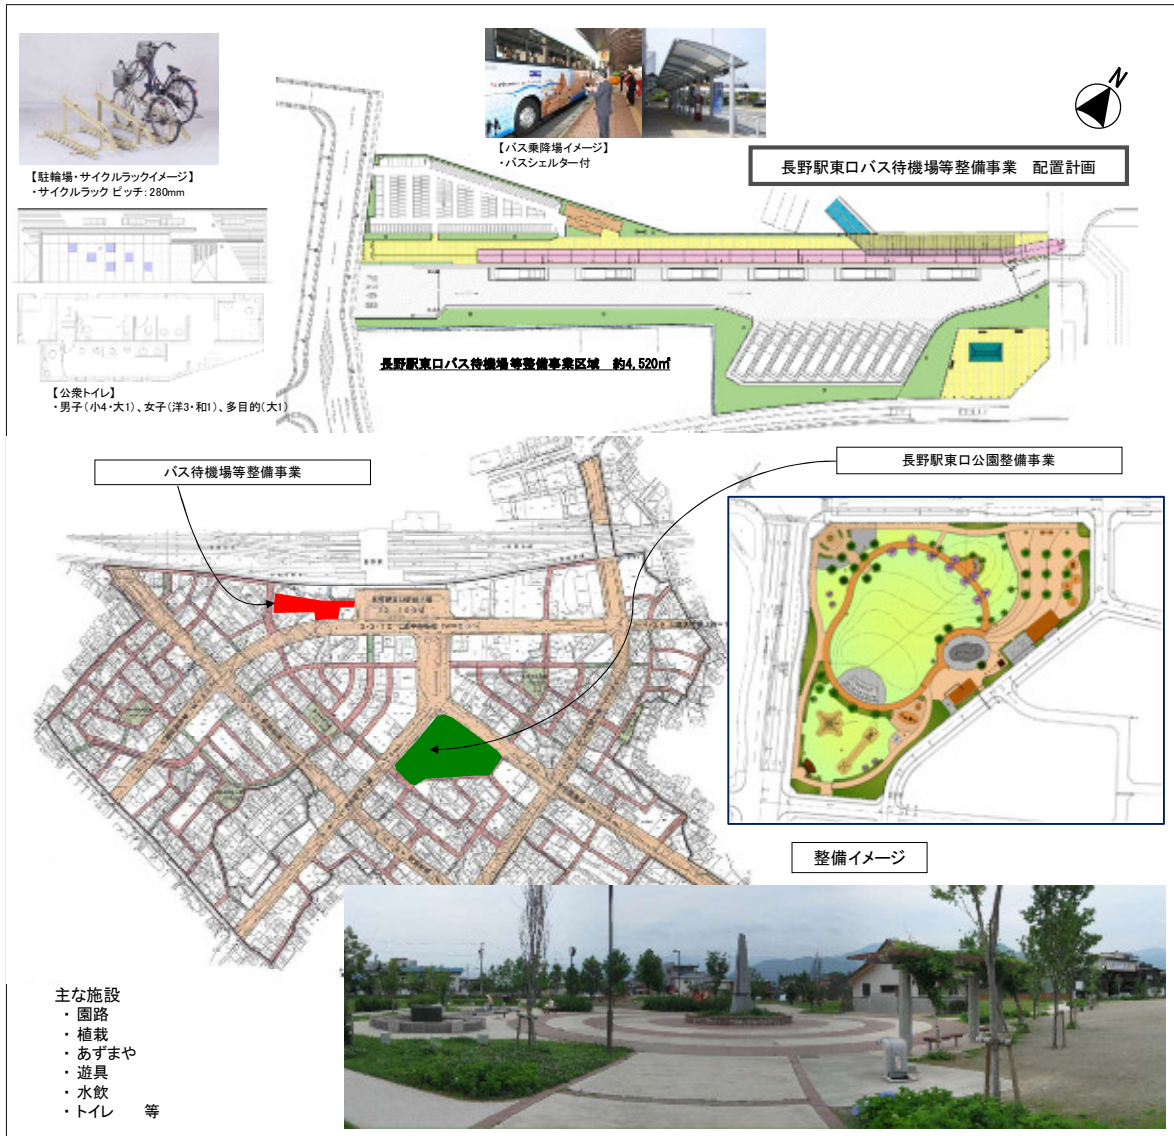 N
【バス乗降場イメージ】
・バスシェルター付
長野駅東口バス待機場等整備事業　配置計画
【駐輪場・サイクルラックイメージ】
・サイクルラック ピッチ：280mm
長野駅東口バス待機場等整備事業区域　約4,520㎡
【公衆トイレ】
・男子（小4・大1）、女子（洋3・和1）、多目的（大1）
バス待機場等整備事業
長野駅東口公園整備事業
整備イメージ
主な施設
・ 園路
・ 植栽
・ あずまや
・ 遊具
・ 水飲
・ トイレ　等